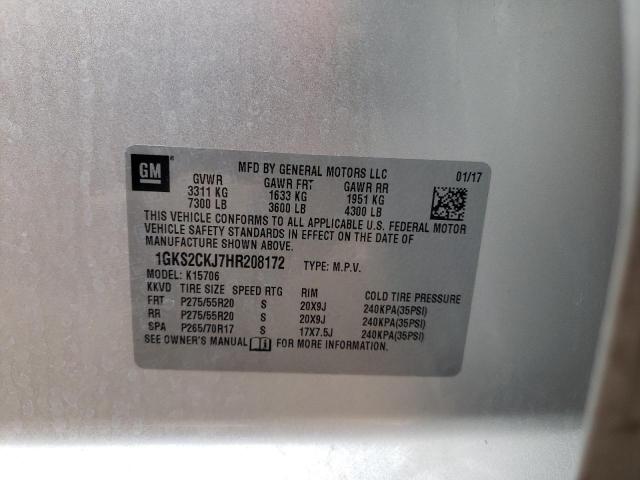 MFD BY GENERAL MOTORS LLC 01/17
GM GVWR GAWR FRT GAWR RR
3311 KG 1633 KG 1951 KG
7300 LB 3600 LB 4300 LB
THIS VEHICLE CONFORMS TO ALL APPLICABLE U.S. FEDERAL MOTOR
VEHICLE SAFETY STANDARDS IN EFFECT ON THE DATE OF
MANUFACTURE SHOWN ABOVE.
1GKS2CKJ7HR208172 TYPE: M.P.V.
MODEL: K15706
KKVD TIRE SIZE SPEED RTG RIM COLD TIRE PRESSURE
FRT P275/55R20 S 20X9J 240KPA(35PSI)
RR P275/55R20 S 20X9J 240KPA(35PSI)
SPA P265/70R17 S 17X7.5J 240KPA(35PSI)
SEE OWNER'S MANUAL FOR MORE INFORMATION.